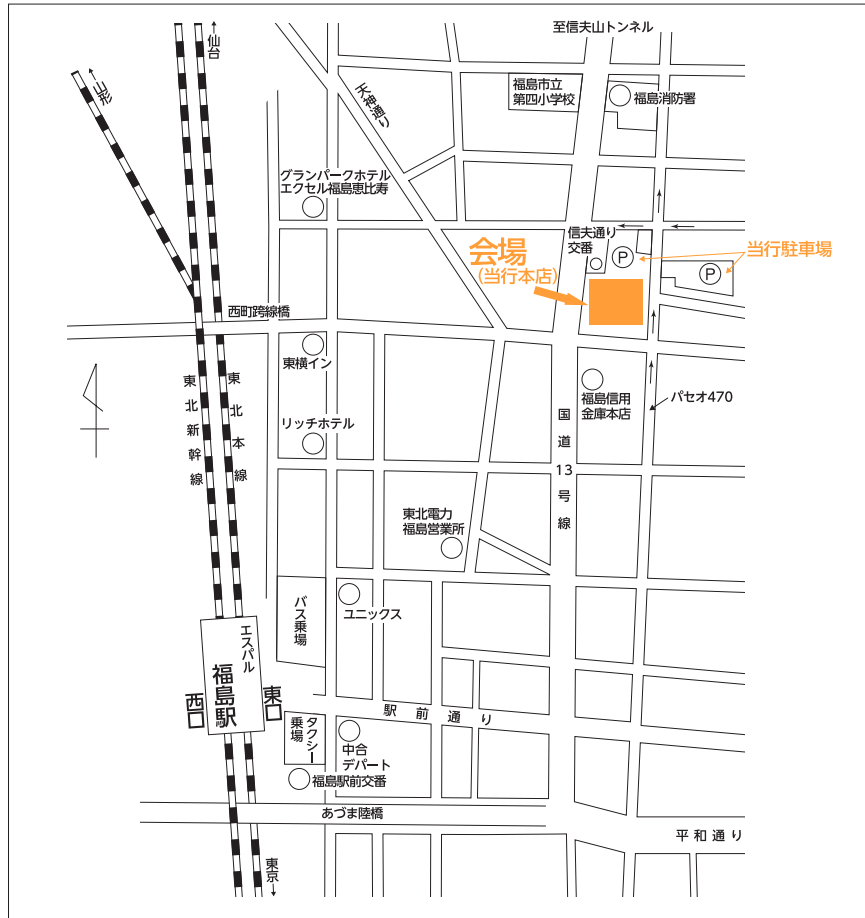 至信夫山トンネル
←仙台
←山形
天神通り
福島市立
第四小学校
福島消防署
グランパークホテル
エクセル福島恵比寿
信夫通り
交番
P
当行駐車場
P
会場
(当行本店)
西町跨線橋
東横イン
東北新幹線
東北本線
福島信用
金庫本店
パセオ470
国道13号線
リッチホテル
東北電力
福島営業所
バス乗場
ユニックス
エスパル
福島駅
西口
東口
駅前通り
タクシー
乗場
中合
デパート
福島駅前交番
あづま陸橋
平和通り
東京→